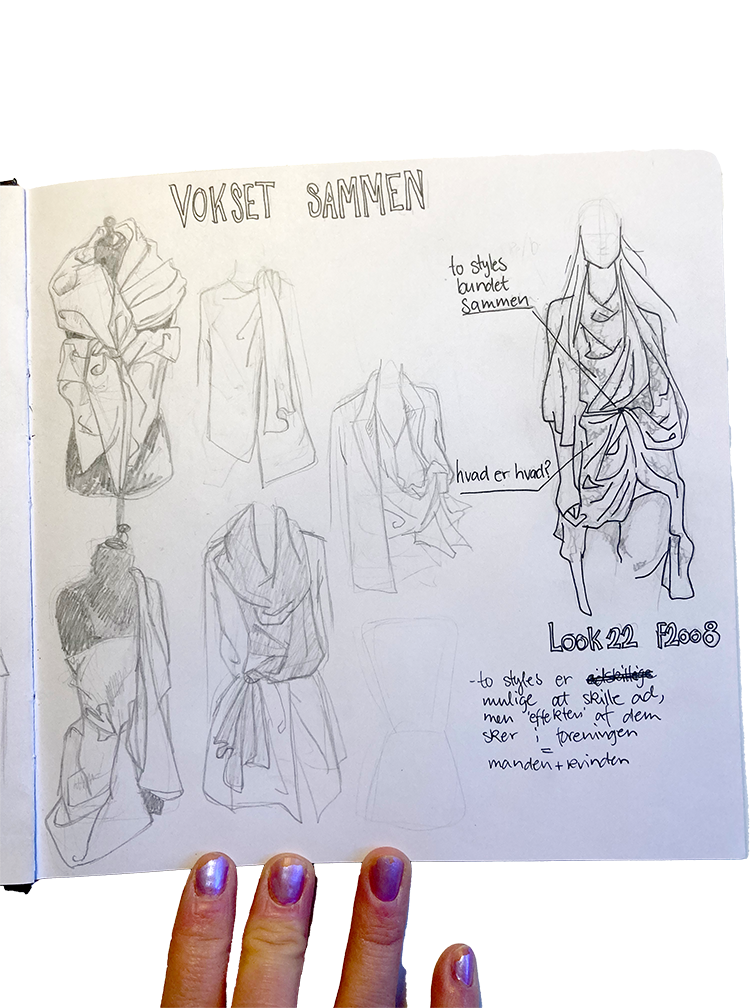 VOKSET SAMMEN
to styles
bundet
sammen
hvad er hvad?
LOOK 22 F2008
- to styles er adskillige
mulige at skille ad,
men 'effekten' af dem
sker i foreningen
=
manden + kvinden